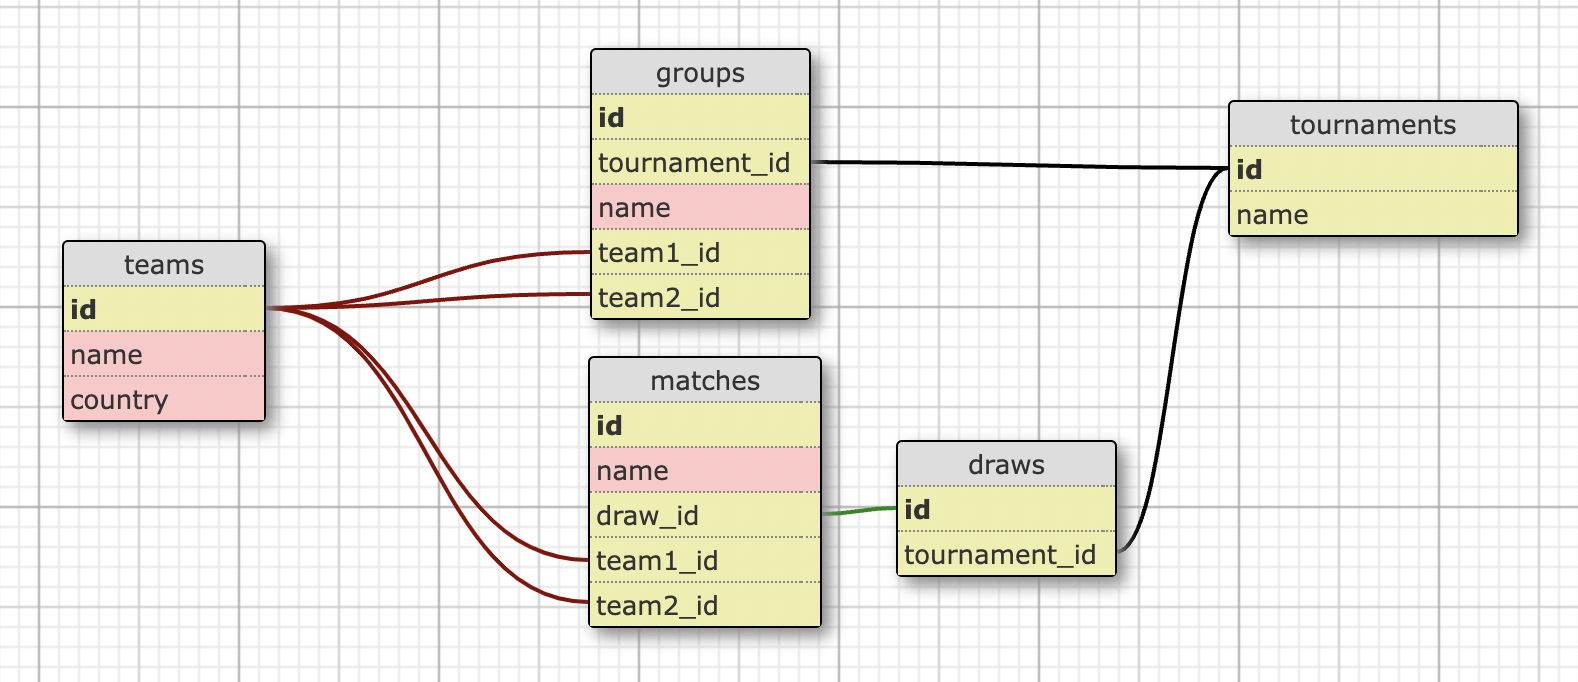 groups
id
tournament_id
name
team1_id
team2_id
tournaments
id
name
teams
id
name
country
matches
id
name
draw_id
team1_id
team2_id
draws
id
tournament_id